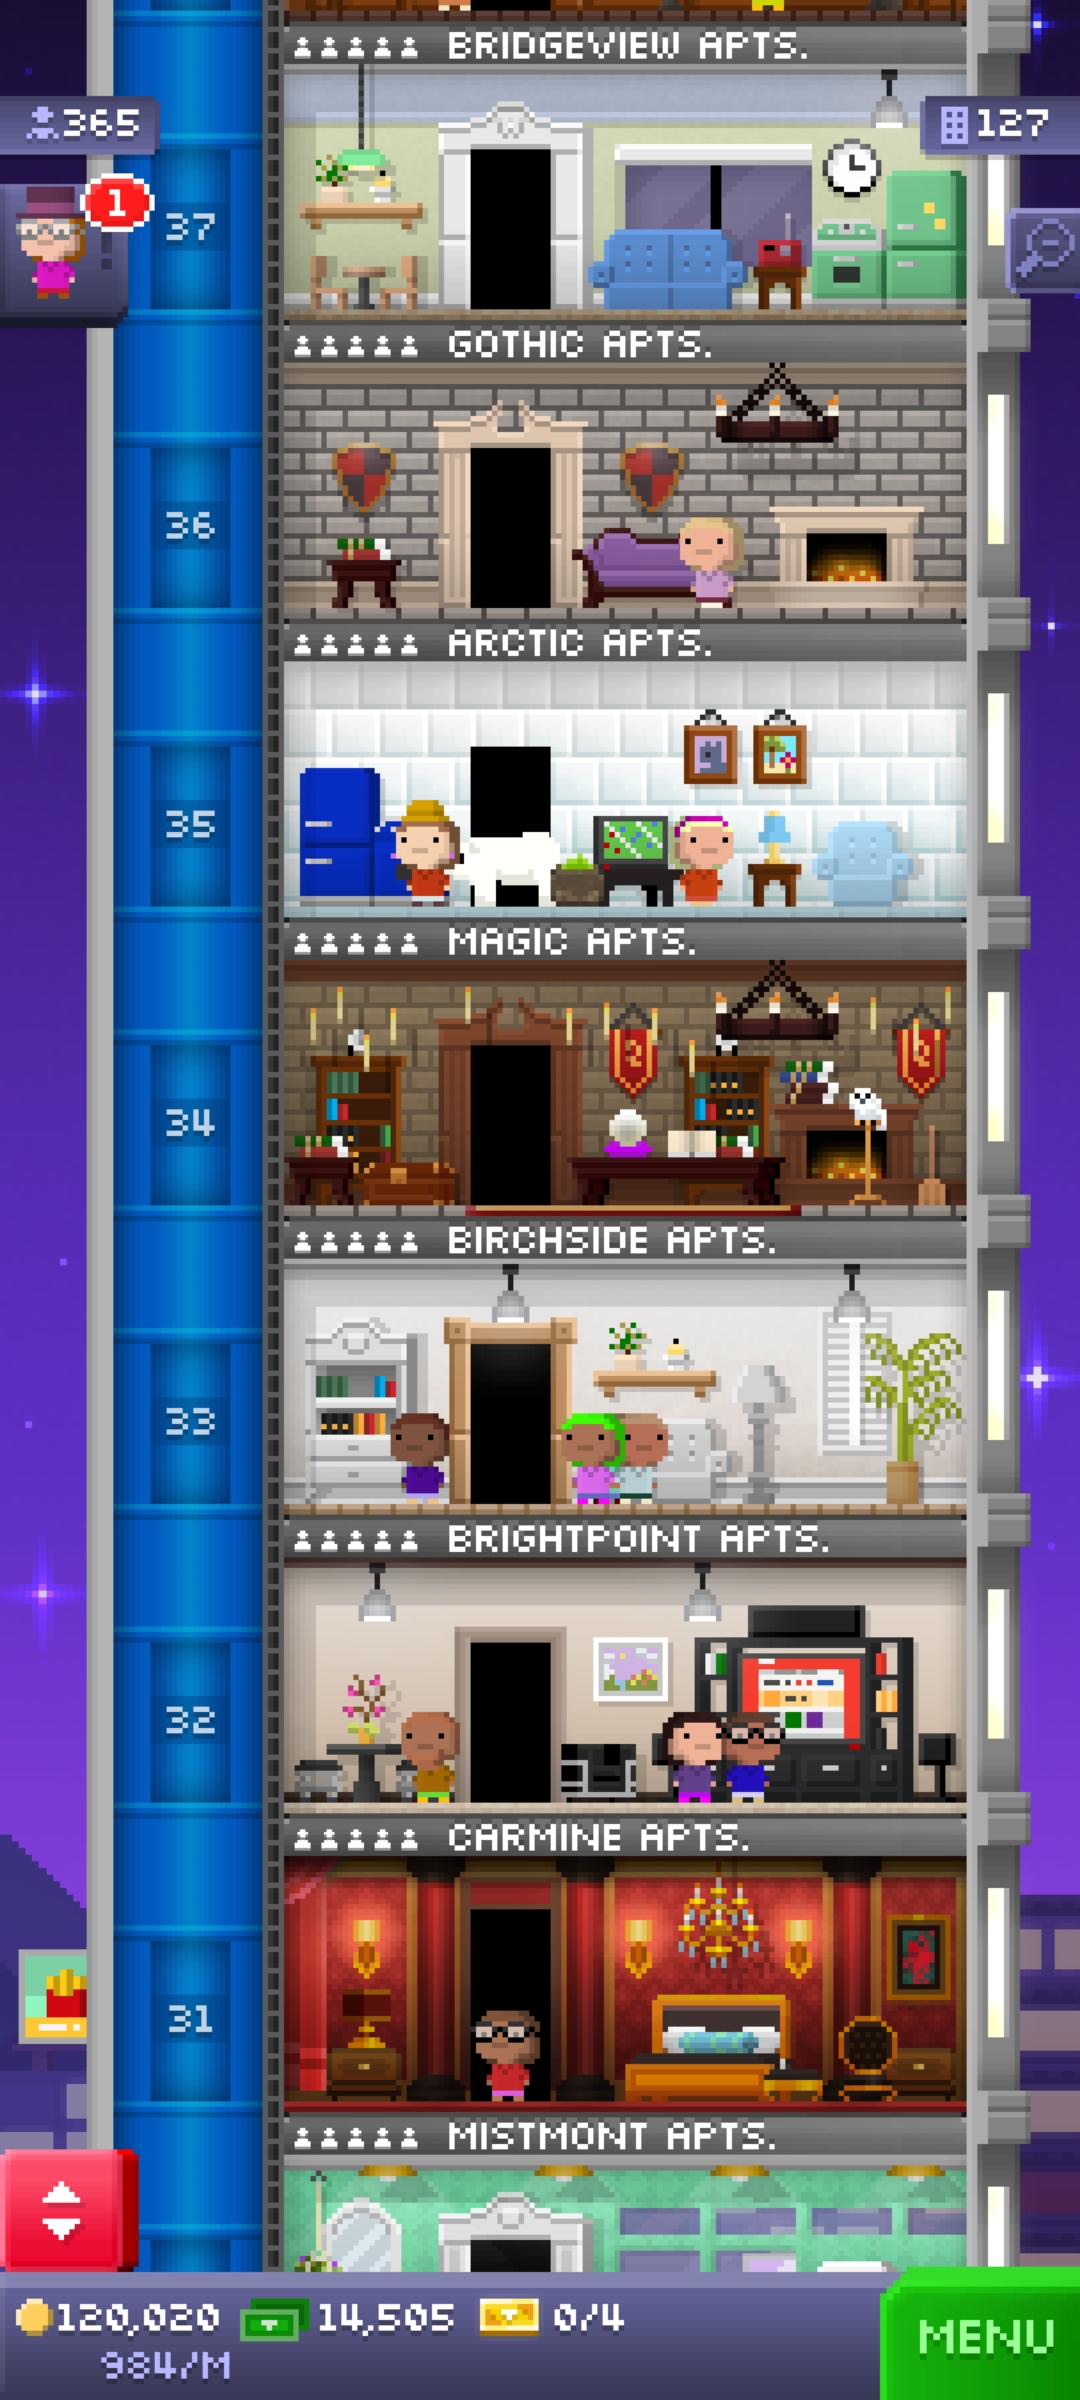 BRIDGEVIEW APTS.
365
127
1
37
GOTHIC APTS.
36
ARCTIC APTS.
35
MAGIC APTS.
34
BIRCHSIDE APTS.
33
BRIGHTPOINT APTS.
32
CARMINE APTS.
31
MISTMONT APTS.
120,020 14,505 0/4
984/M
MENU